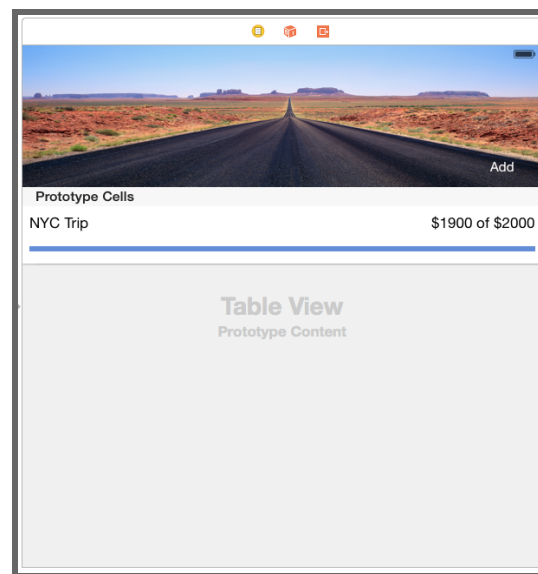 Add
Prototype Cells
NYC Trip $1900 of $2000
Table View
Prototype Content